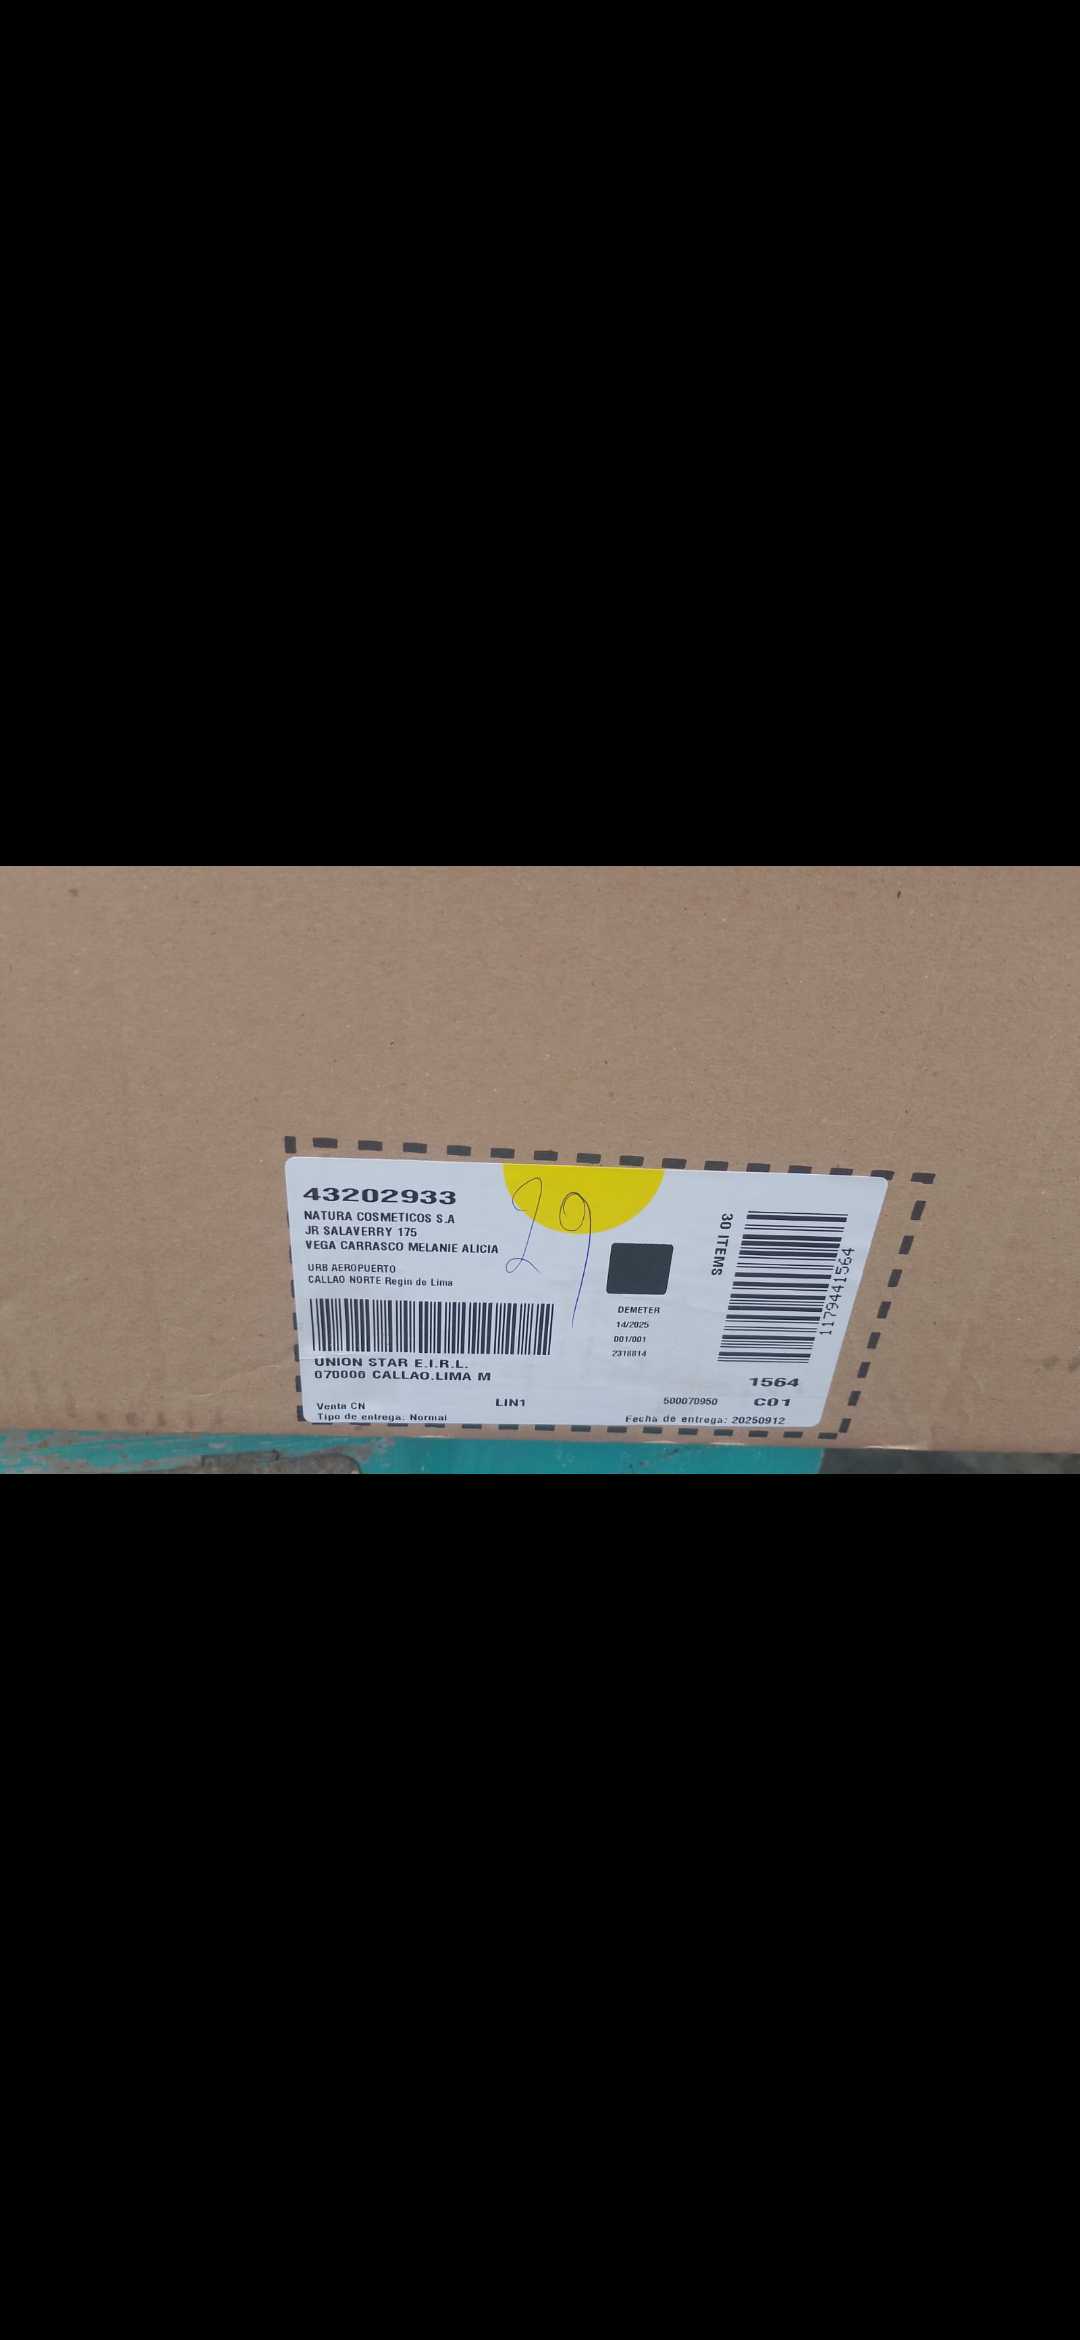 43202933
NATURA COSMETICOS S.A
JR SALAVERRY 175
VEGA CARRASCO MELANIE ALICIA
URB AEROPUERTO
CALLAO NORTE Regin de Lima
UNION STAR E.I.R.L.
070000 CALLAO.LIMA M
Venta CN
LIN1
Tipo de entrega: Normal
29
DEMETER
14/2025
001/001
2318814
30 ITEMS
1179441564
1564
500070950
C01
Fecha de entrega: 20250912